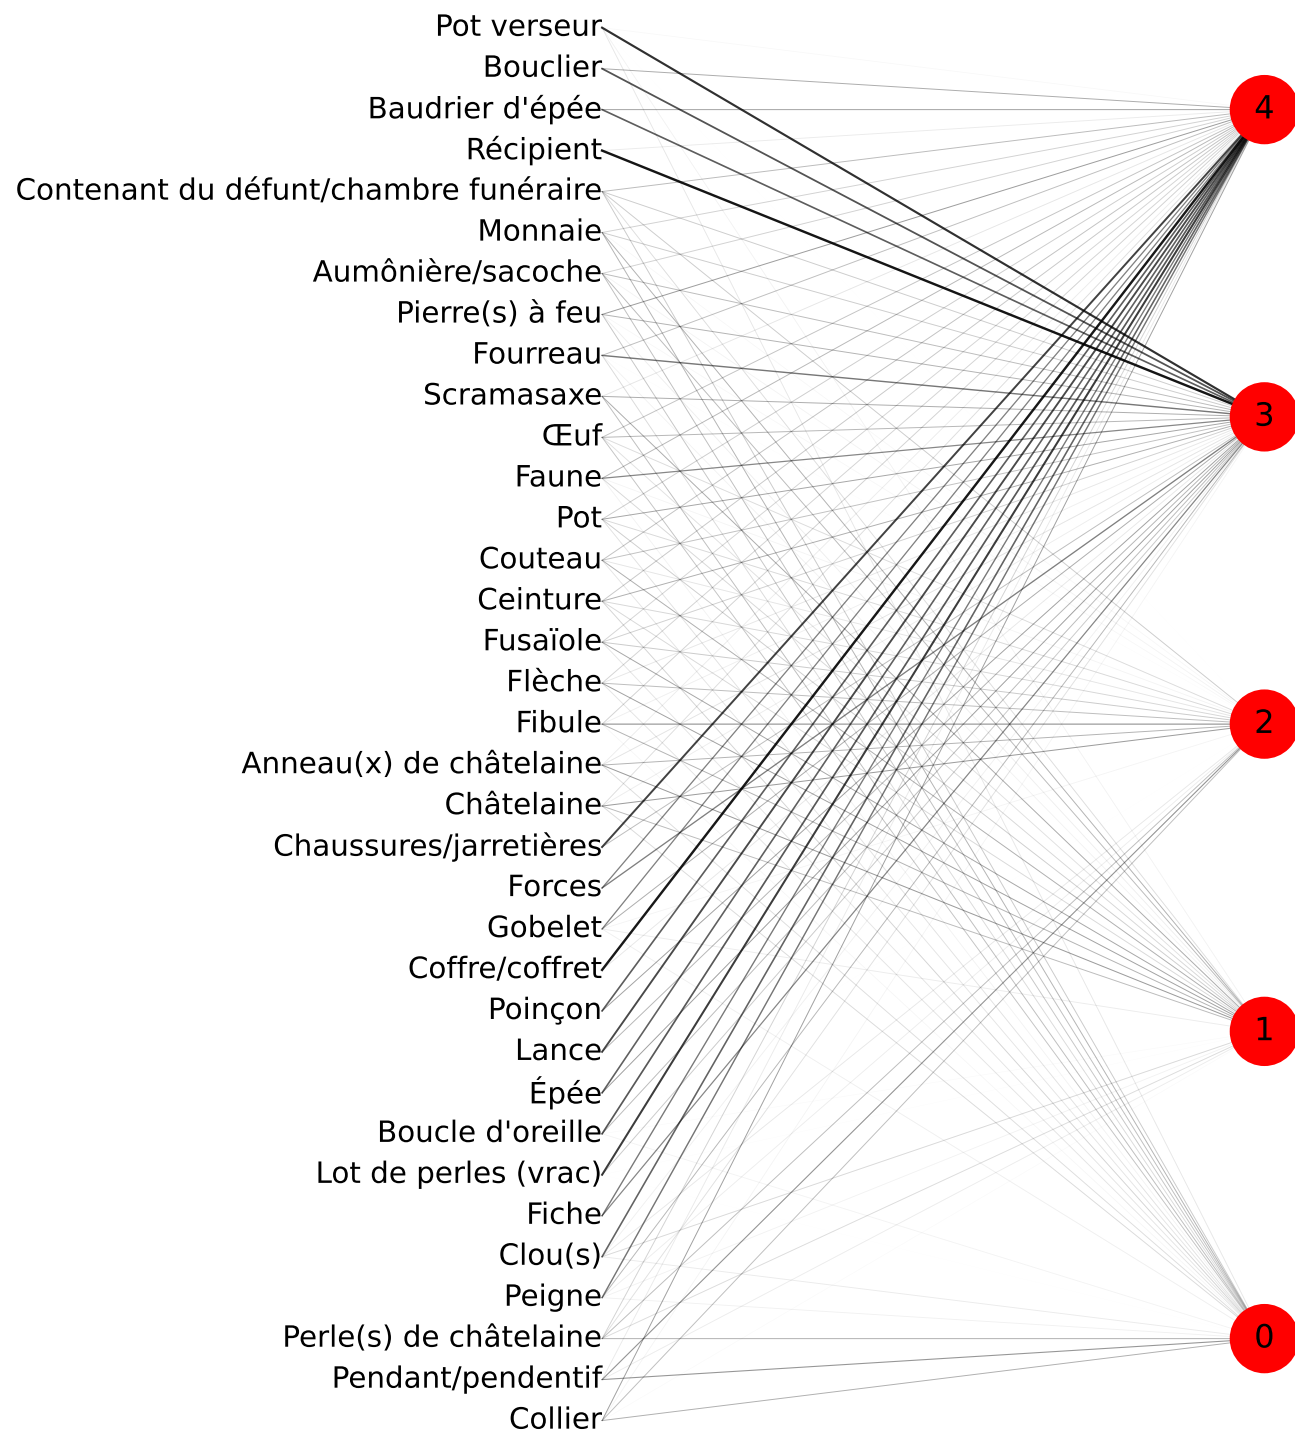 Pot verseur
Bouclier
Baudrier d'épée
Récipient
Contenant du défunt/chambre funéraire
Monnaie
Aumônière/sacoche
Pierre(s) à feu
Fourreau
Scramasaxe
Œuf
Faune
Pot
Couteau
Ceinture
Fusaïole
Flèche
Fibule
Anneau(x) de châtelaine
Châtelaine
Chaussures/jarretières
Forces
Gobelet
Coffre/coffret
Poinçon
Lance
Épée
Boucle d'oreille
Lot de perles (vrac)
Fiche
Clou(s)
Peigne
Perle(s) de châtelaine
Pendant/pendentif
Collier
4
3
2
1
0